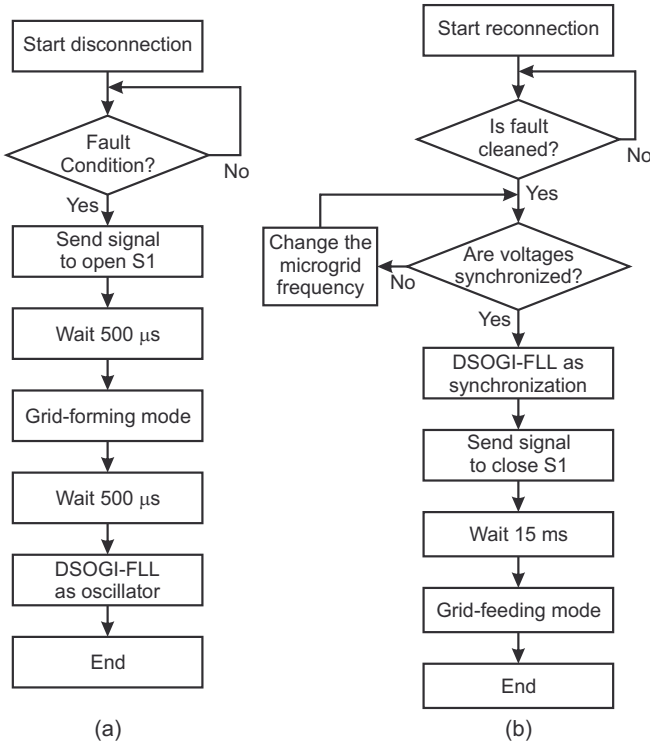 Start disconnection
Fault
Condition?
No
Yes
Send signal
to open S1
Wait 500 μs
Grid-forming mode
Wait 500 μs
DSOGI-FLL
as oscillator
End
(a)
Start reconnection
Is fault
cleaned?
No
Yes
Change the
microgrid
frequency
Are voltages
synchronized?
No
Yes
DSOGI-FLL as
synchronization
Send signal
to close S1
Wait 15 ms
Grid-feeding mode
End
(b)